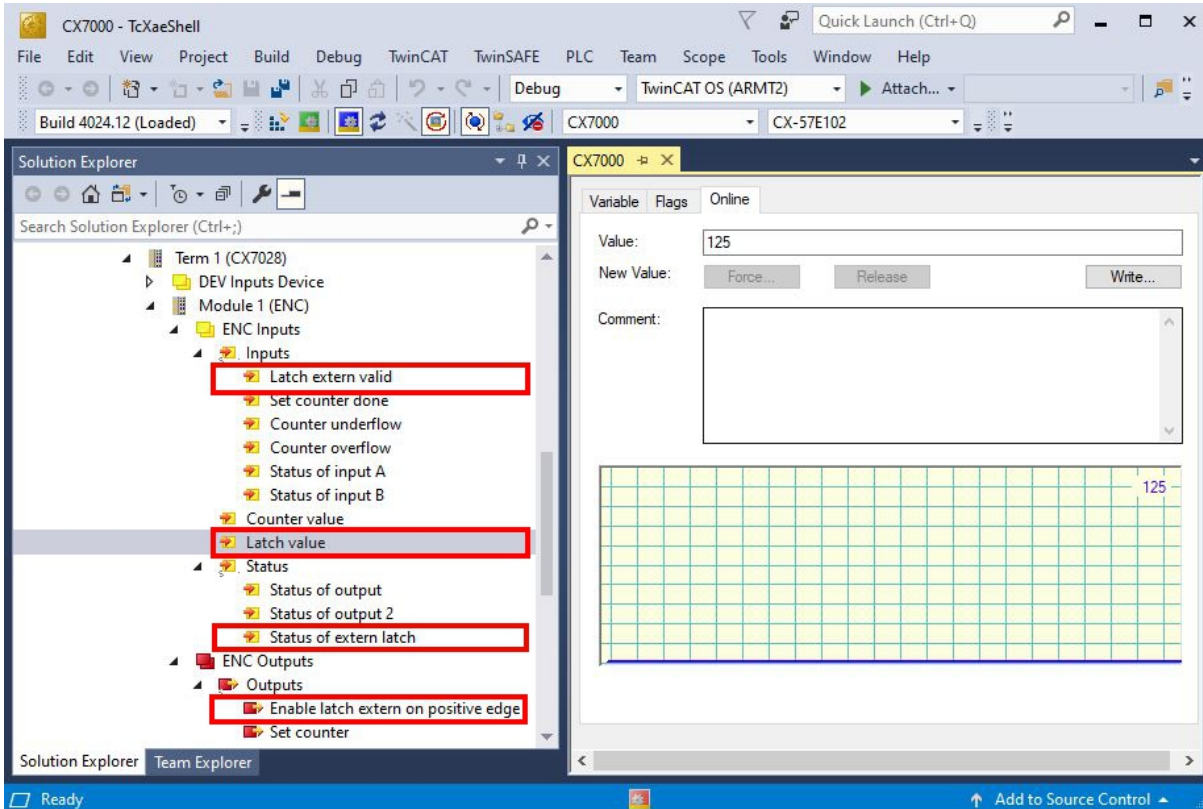 CX7000 - TcXaeShell
Quick Launch (Ctrl+Q)
File Edit View Project Build Debug TwinCAT TwinSAFE PLC Team Scope Tools Window Help
Debug TwinCAT OS (ARMT2) Attach...
Build 4024.12 (Loaded) CX7000 CX-57E102
Solution Explorer
Search Solution Explorer (Ctrl+;)
Term 1 (CX7028)
DEV Inputs Device
Module 1 (ENC)
ENC Inputs
Inputs
Latch extern valid
Set counter done
Counter underflow
Counter overflow
Status of input A
Status of input B
Counter value
Latch value
Status
Status of output
Status of output 2
Status of extern latch
ENC Outputs
Outputs
Enable latch extern on positive edge
Set counter
Solution Explorer Team Explorer
CX7000
Variable Flags Online
Value: 125
New Value: Force... Release Write...
Comment:
125
Ready Add to Source Control